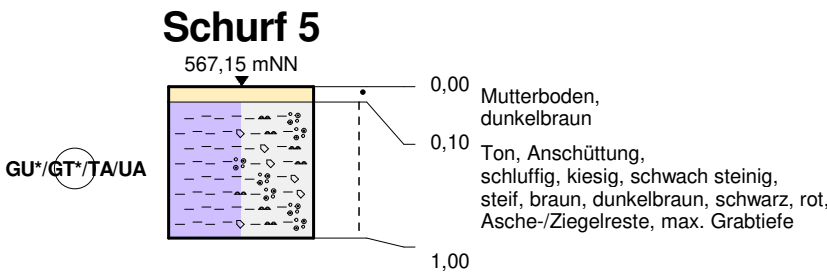 Schurf 5
567,15 mNN
0,00
Mutterboden,
dunkelbraun
0,10
Ton, Anschüttung,
schluffig, kiesig, schwach steinig,
steif, braun, dunkelbraun, schwarz, rot,
Asche-/Ziegelreste, max. Grabtiefe
GU*/GT*/TA/UA
1,00